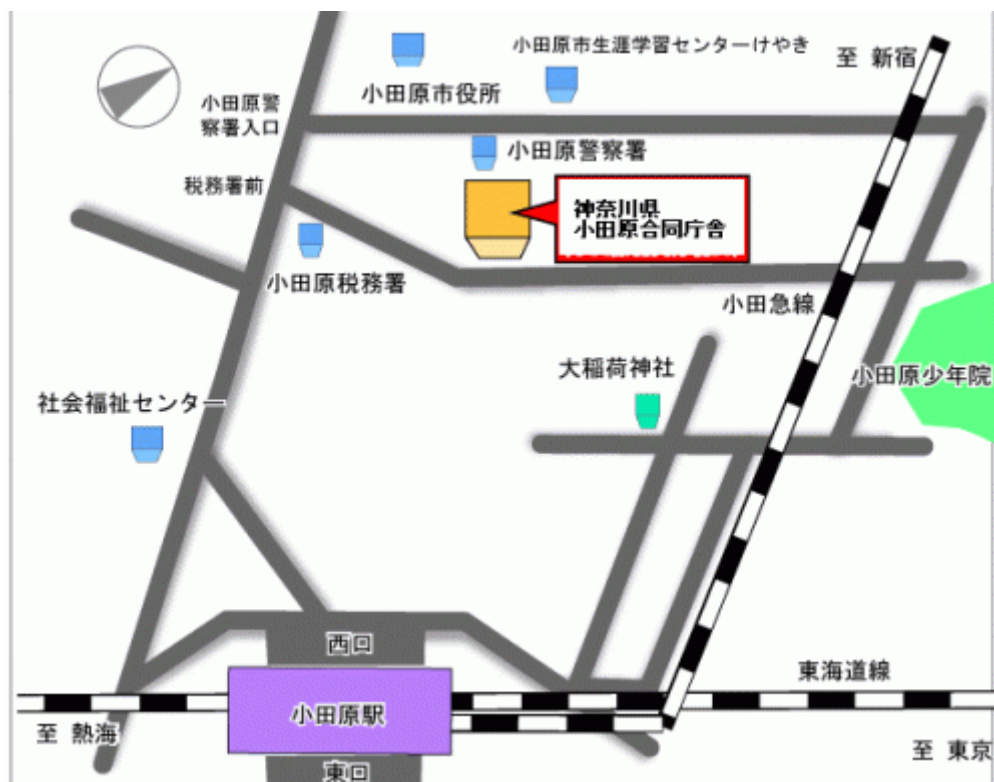 小田原市生涯学習センターけやき
至 新宿
小田原市役所
小田原警
察署入口
小田原警察署
税務署前
神奈川県
小田原合同庁舎
小田原税務署
小田急線
大稲荷神社
小田原少年院
社会福祉センター
西口
東海道線
小田原駅
至 熱海
至 東京
東口